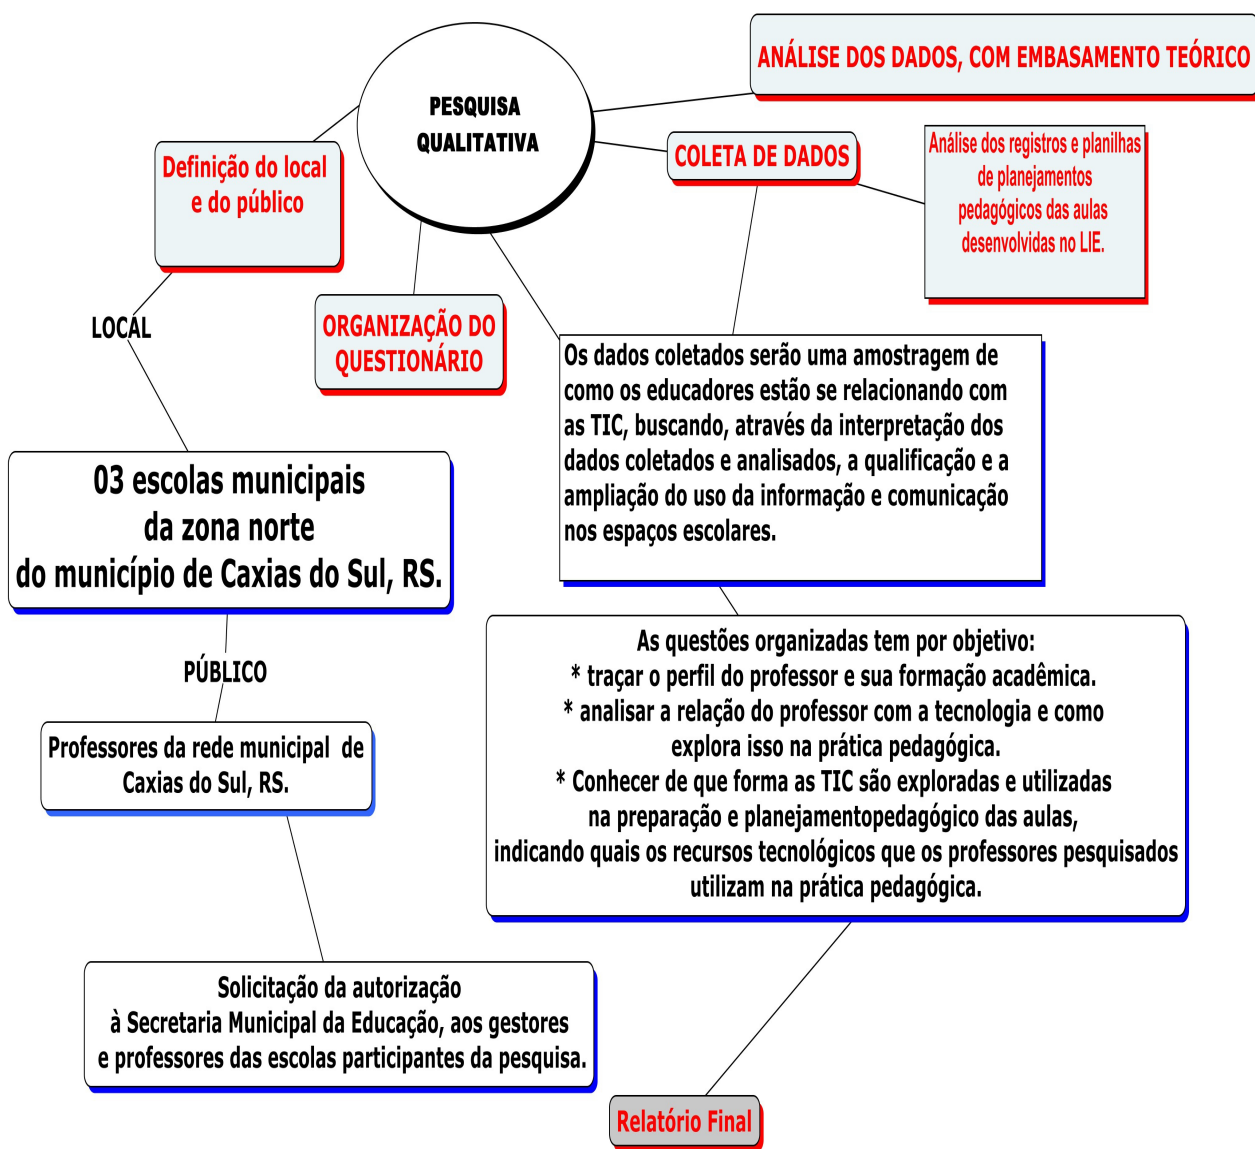 PESQUISA
QUALITATIVA
ANÁLISE DOS DADOS, COM EMBASAMENTO TEÓRICO
COLETA DE DADOS
Análise dos registros e planilhas
de planejamentos
pedagógicos das aulas
desenvolvidas no LIE.
Definição do local
e do público
ORGANIZAÇÃO DO
QUESTIONÁRIO
LOCAL
Os dados coletados serão uma amostragem de
como os educadores estão se relacionando com
as TIC, buscando, através da interpretação dos
dados coletados e analisados, a qualificação e a
ampliação do uso da informação e comunicação
nos espaços escolares.
03 escolas municipais
da zona norte
do município de Caxias do Sul, RS.
PÚBLICO
Professores da rede municipal de
Caxias do Sul, RS.
As questões organizadas tem por objetivo:
* traçar o perfil do professor e sua formação acadêmica.
* analisar a relação do professor com a tecnologia e como
explora isso na prática pedagógica.
* Conhecer de que forma as TIC são exploradas e utilizadas
na preparação e planejamentopedagógico das aulas,
indicando quais os recursos tecnológicos que os professores pesquisados
utilizam na prática pedagógica.
Solicitação da autorização
à Secretaria Municipal da Educação, aos gestores
e professores das escolas participantes da pesquisa.
Relatório Final